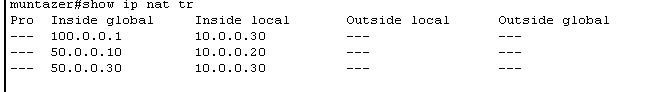 muntazer#show ip nat tr
Pro Inside global Inside local Outside local Outside global
--- 100.0.0.1 10.0.0.30 --- ---
--- 50.0.0.10 10.0.0.20 --- ---
--- 50.0.0.30 10.0.0.30 --- ---